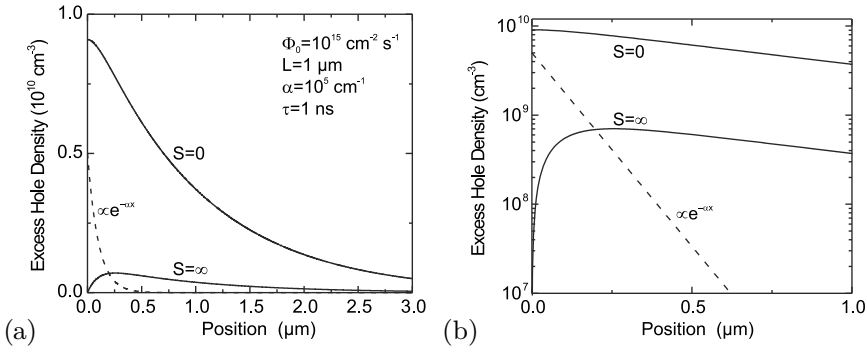 Excess Hole Density (10¹⁰ cm⁻³)
1.0
0.5
0.0
Φ₀=10¹⁵ cm⁻² s⁻¹
L=1 μm
α=10⁵ cm⁻¹
τ=1 ns
S=0
∝e^-αx
S=∞
0.0 0.5 1.0 1.5 2.0 2.5 3.0
Position (μm)
(a)
Excess Hole Density (cm⁻³)
10¹⁰
10⁹
10⁸
10⁷
S=0
S=∞
∝e^-αx
0.0 0.5 1.0
Position (μm)
(b)